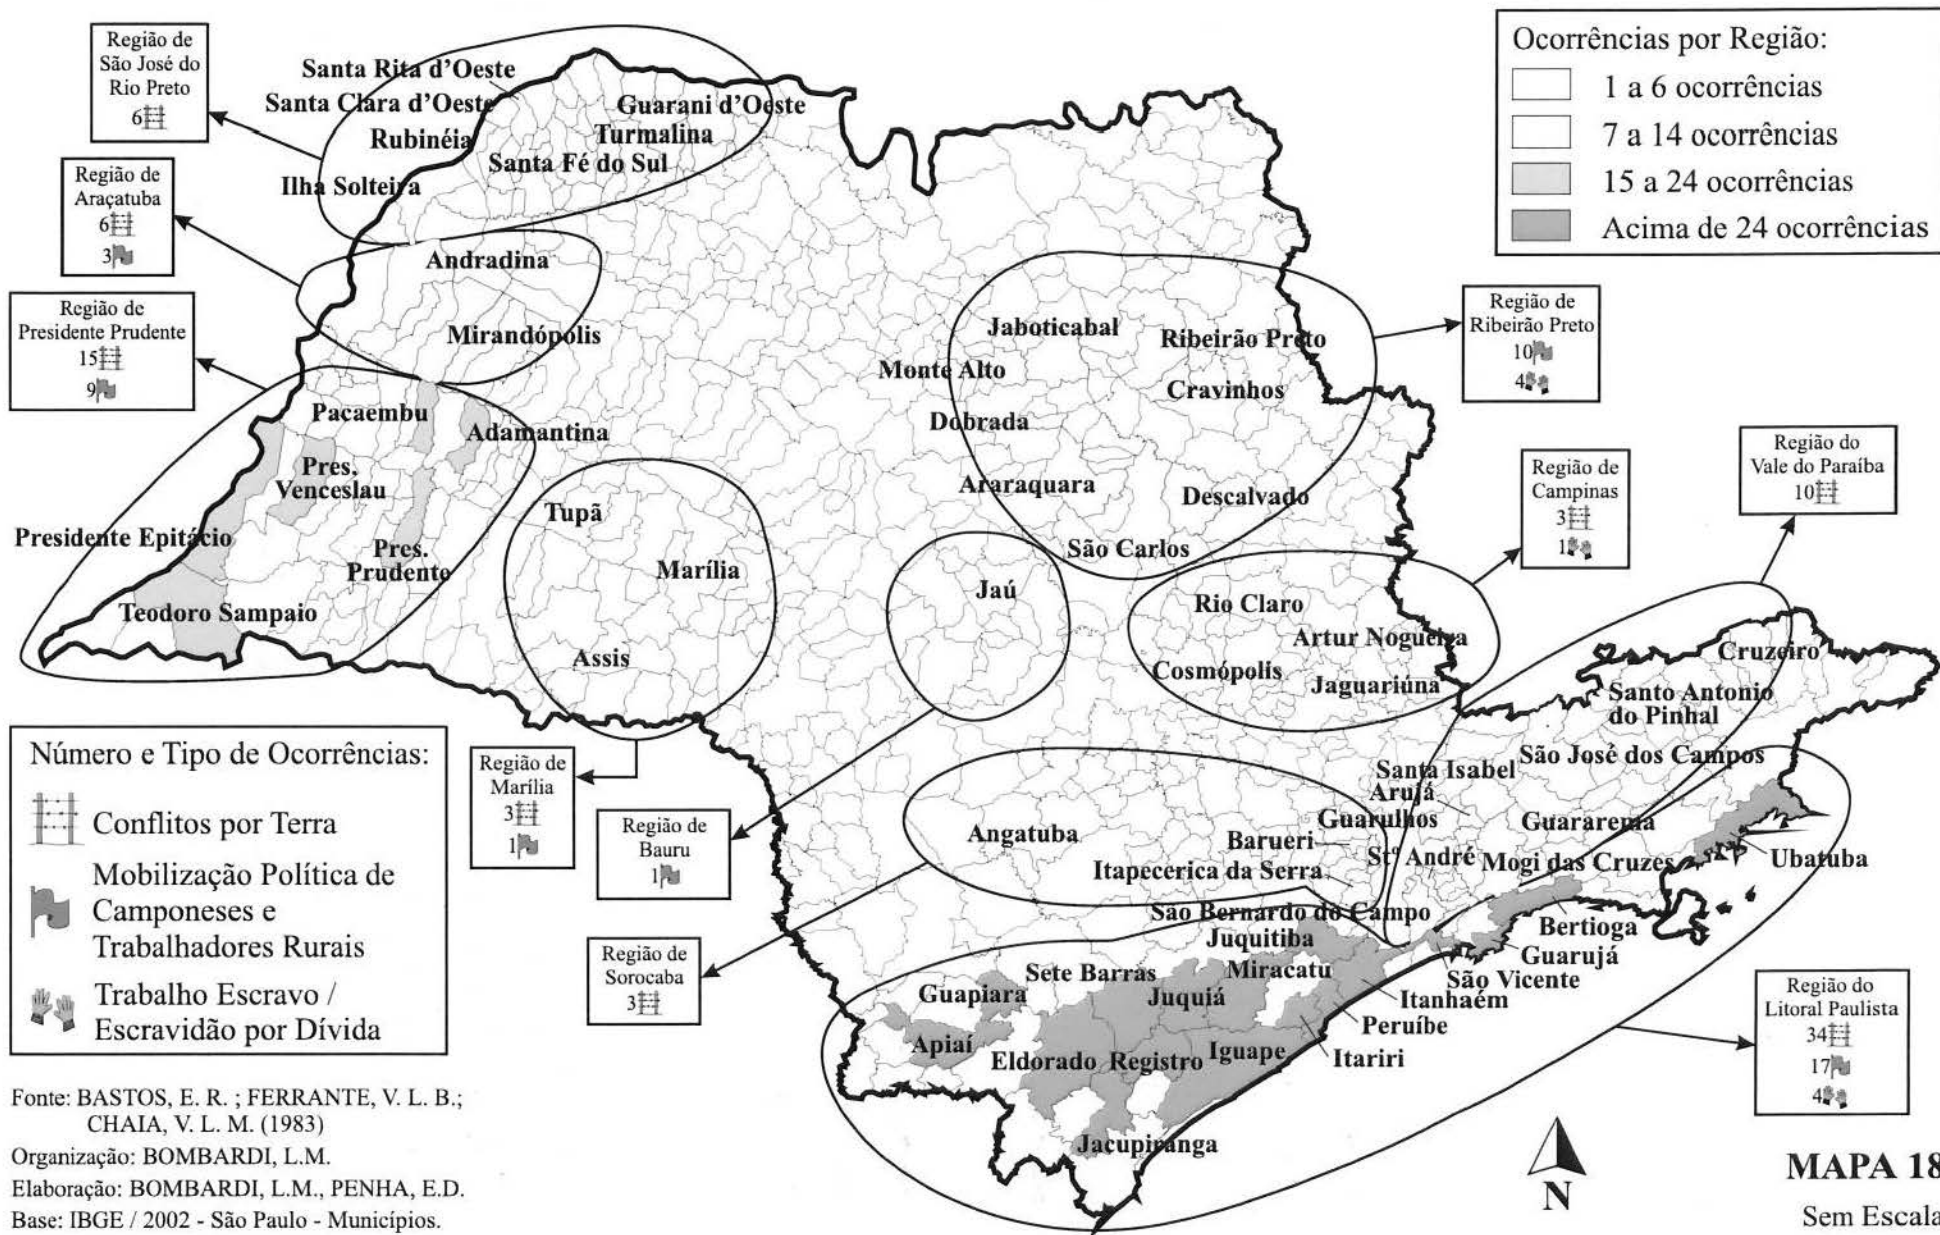 Região de
São José do
Rio Preto
6
Região de
Araçatuba
6
3
Região de
Presidente Prudente
15
9
Santa Rita d'Oeste
Santa Clara d'Oeste
Guarani d'Oeste
Rubinéia
Turmalina
Santa Fé do Sul
Ilha Solteira
Andradina
Mirandópolis
Pacaembu
Adamantina
Pres.
Venceslau
Presidente Epitácio
Pres.
Prudento
Teodoro Sampaio
Tupã
Marília
Assis
Jaboticabal
Ribeirão Preto
Monte Alto
Cravinhos
Dobrada
Araraquara
Descalvado
São Carlos
Jaú
Rio Claro
Artur Nogueira
Cosmópolis
Jaguariúna
Cruzeiro
Santo Antonio
do Pinhal
São José dos Campos
Santa Isabel
Arujá
Guarulhos
Guararema
Angatuba
Barueri
Stº André
Mogi das Cruzes
Ubatuba
Itapecerica da Serra
São Bernardo do Campo
Bertioga
Juquitiba
Guarujá
Sete Barras
Miracatu
São Vicente
Guapiara
Juquiá
Itanhaém
Peruíbe
Apiaí
Eldorado
Registro
Iguape
Itariri
Jacupiranga
Ocorrências por Região:
1 a 6 ocorrências
7 a 14 ocorrências
15 a 24 ocorrências
Acima de 24 ocorrências
Região de
Ribeirão Preto
10
4
Região de
Campinas
3
1
Região do
Vale do Paraíba
10
Região de
Marília
3
1
Região de
Bauru
1
Região de
Sorocaba
3
Região do
Litoral Paulista
34
17
4
Número e Tipo de Ocorrências:
Conflitos por Terra
Mobilização Política de
Camponeses e
Trabalhadores Rurais
Trabalho Escravo /
Escravidão por Dívida
Fonte: BASTOS, E. R. ; FERRANTE, V. L. B.;
CHAIA, V. L. M. (1983)
Organização: BOMBARDI, L.M.
Elaboração: BOMBARDI, L.M., PENHA, E.D.
Base: IBGE / 2002 - São Paulo - Municípios.
N
MAPA 18
Sem Escala